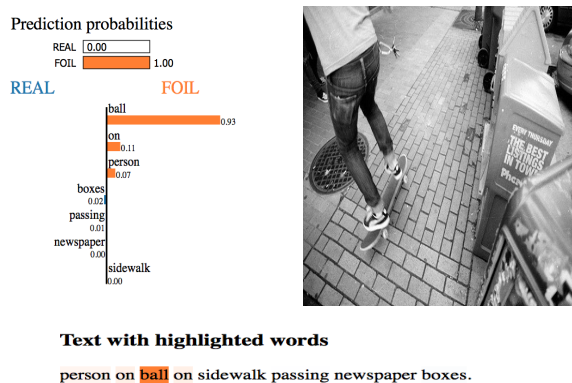 Prediction probabilities
REAL 0.00
FOIL 1.00
REAL FOIL
ball
0.93
on
0.11
person
0.07
boxes
0.02
passing
0.01
newspaper
0.00
sidewalk
0.00
EVERY THURSDAY
THE BEST
LISTINGS
IN TOWN
Text with highlighted words
person on ball on sidewalk passing newspaper boxes.